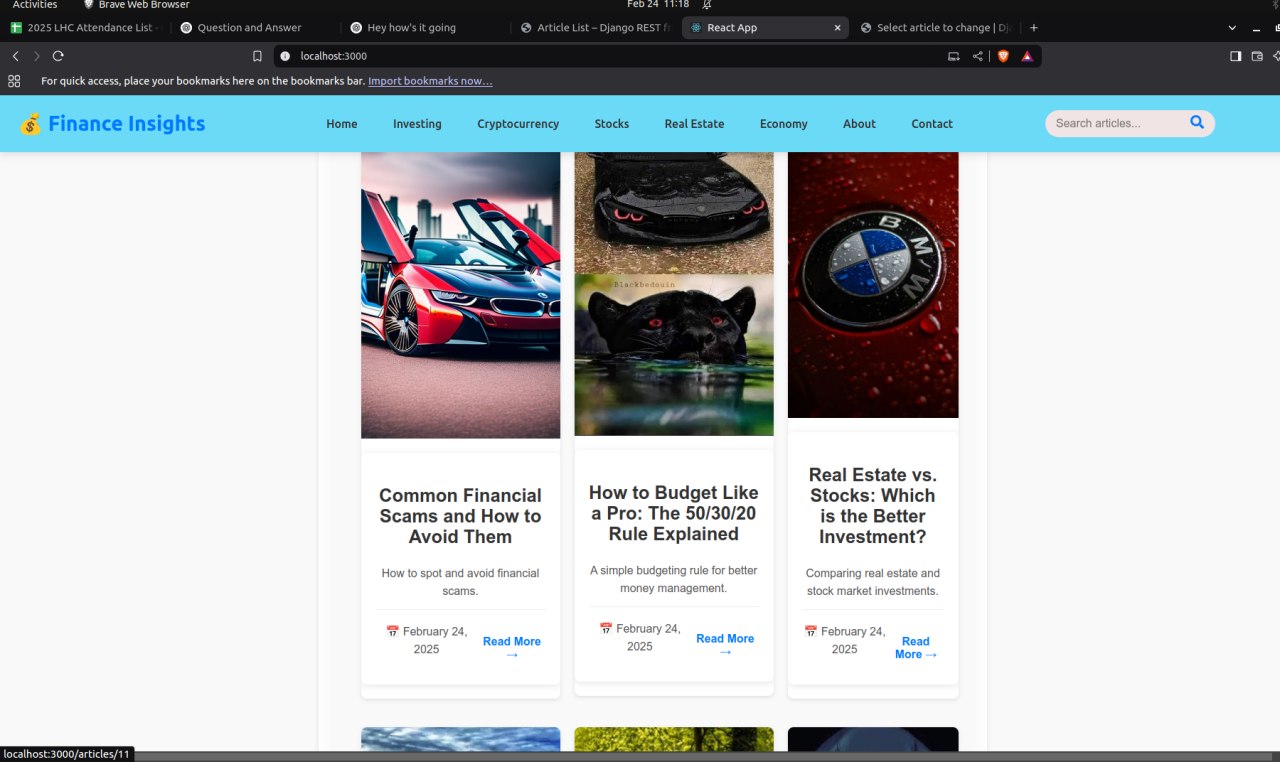 Activities
Brave Web Browser
Feb 24 11:18
2025 LHC Attendance List -
Question and Answer
Hey how's it going
Article List – Django REST fr
React App
Select article to change | Dj
localhost:3000
For quick access, place your bookmarks here on the bookmarks bar. Import bookmarks now…
💰 Finance Insights
Home
Investing
Cryptocurrency
Stocks
Real Estate
Economy
About
Contact
Search articles...
Blackbedouin
Blackbedouin
BMW
Common Financial
Scams and How to
Avoid Them
How to spot and avoid financial
scams.
📅 February 24,
2025
Read More
→
How to Budget Like
a Pro: The 50/30/20
Rule Explained
A simple budgeting rule for better
money management.
📅 February 24,
2025
Read More
→
Real Estate vs.
Stocks: Which
is the Better
Investment?
Comparing real estate and
stock market investments.
📅 February 24,
2025
Read
More →
localhost:3000/articles/11